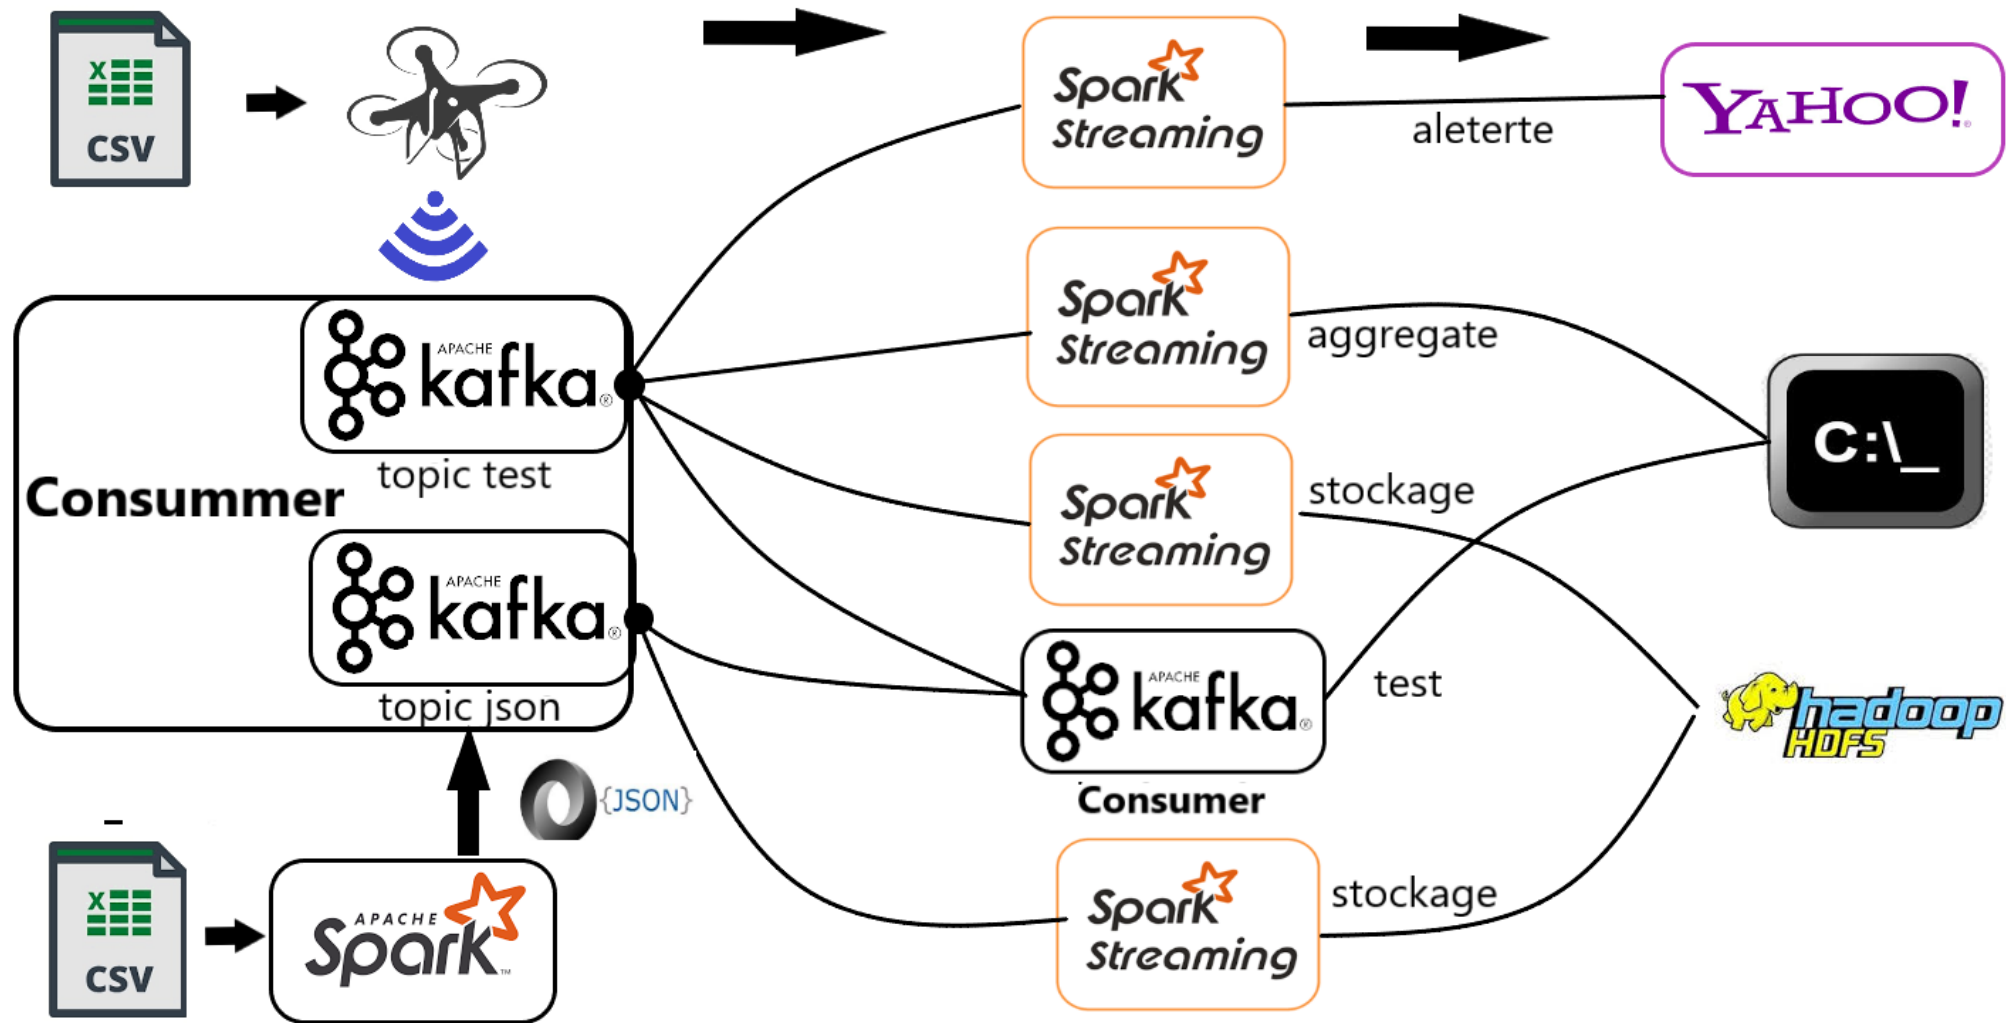 X
CSV
Spark
Streaming
aleterte
YAHOO!
APACHE
kafka®
topic test
Consummer
APACHE
kafka®
topic json
{JSON}
X
CSV
APACHE
Spark™
Spark
Streaming
aggregate
Spark
Streaming
stockage
C:\_
APACHE
kafka®
Consumer
test
hadoop
HDFS
Spark
Streaming
stockage